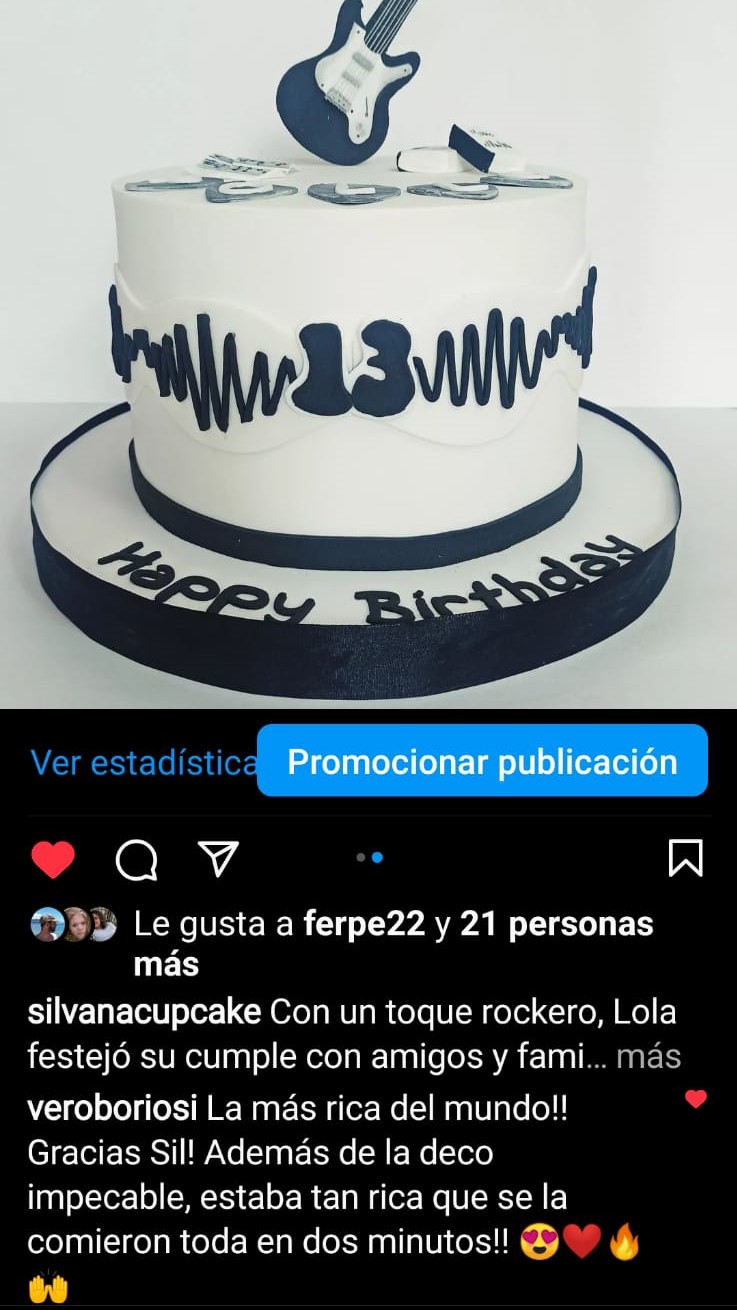 13
Happy Birthday
Ver estadística
Promocionar publicación
Le gusta a ferpe22 y 21 personas
más
silvanacupcake Con un toque rockero, Lola
festejó su cumple con amigos y fami... más
veroboriosi La más rica del mundo!!
Gracias Sil! Además de la deco
impecable, estaba tan rica que se la
comieron toda en dos minutos!! 😍❤️🔥
🙌